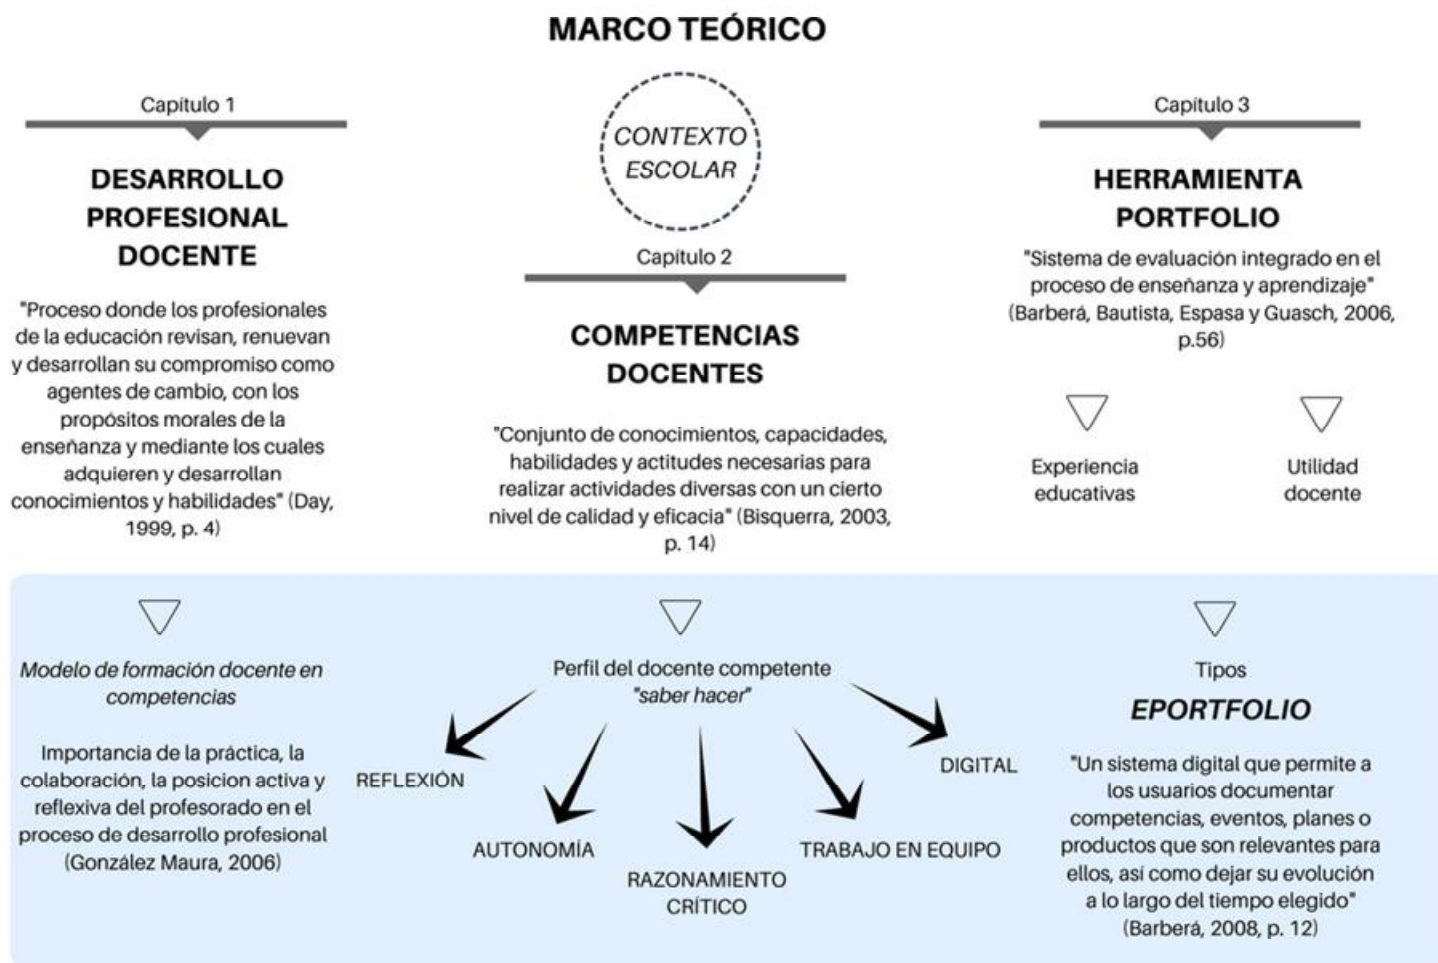 MARCO TEÓRICO
CONTEXTO
ESCOLAR
Capítulo 1
DESARROLLO
PROFESIONAL
DOCENTE
"Proceso donde los profesionales
de la educación revisan, renuevan
y desarrollan su compromiso como
agentes de cambio, con los
propósitos morales de la
enseñanza y mediante los cuales
adquieren y desarrollan
conocimientos y habilidades" (Day,
1999, p. 4)
Capítulo 2
COMPETENCIAS
DOCENTES
"Conjunto de conocimientos, capacidades,
habilidades y actitudes necesarias para
realizar actividades diversas con un cierto
nivel de calidad y eficacia" (Bisquerra, 2003,
p. 14)
Capítulo 3
HERRAMIENTA
PORTFOLIO
"Sistema de evaluación integrado en el
proceso de enseñanza y aprendizaje"
(Barberá, Bautista, Espasa y Guasch, 2006,
p.56)
Experiencia
educativas
Utilidad
docente
Modelo de formación docente en
competencias
Importancia de la práctica, la
colaboración, la posicion activa y
reflexiva del profesorado en el
proceso de desarrollo profesional
(González Maura, 2006)
Perfil del docente competente
"saber hacer"
REFLEXIÓN
AUTONOMÍA
RAZONAMIENTO
CRÍTICO
TRABAJO EN EQUIPO
DIGITAL
Tipos
EPORTFOLIO
"Un sistema digital que permite a
los usuarios documentar
competencias, eventos, planes o
productos que son relevantes para
ellos, así como dejar su evolución
a lo largo del tiempo elegido"
(Barberá, 2008, p. 12)